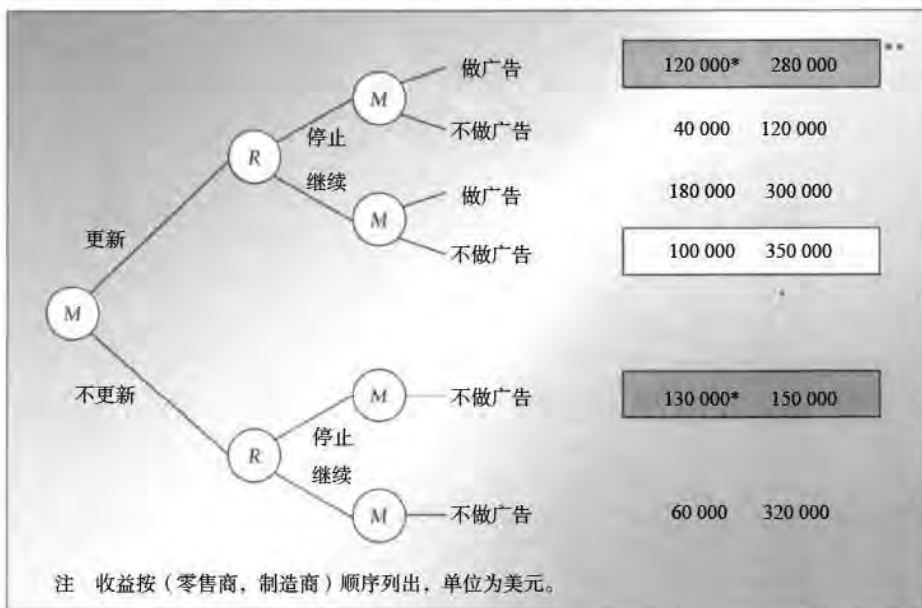 做广告 120 000* 280 000 **
M
停止 不做广告 40 000 120 000
R
继续 做广告 180 000 300 000
M
更新 不做广告 100 000 350 000
M
不更新 M 不做广告 130 000* 150 000
停止
R
继续
M 不做广告 60 000 320 000
注 收益按（零售商，制造商）顺序列出，单位为美元。